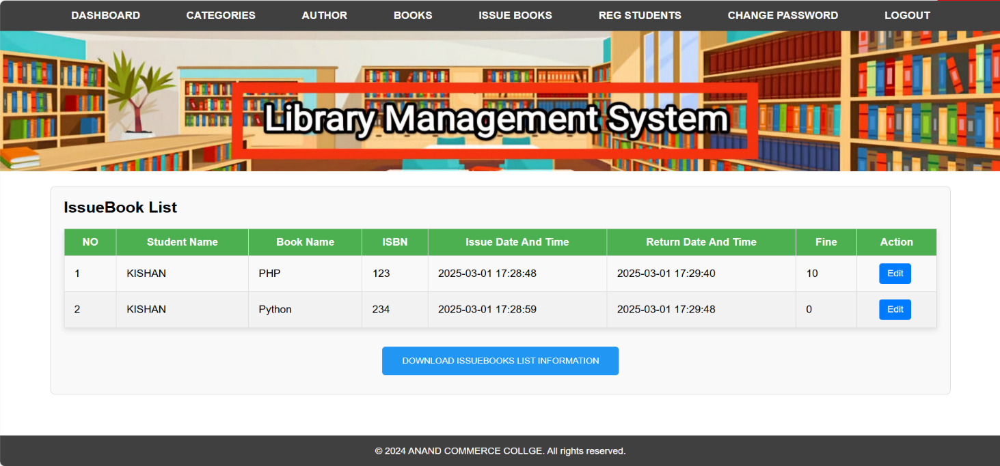 DASHBOARD CATEGORIES AUTHOR BOOKS ISSUE BOOKS REG STUDENTS CHANGE PASSWORD LOGOUT
Library Management System
IssueBook List
NO Student Name Book Name ISBN Issue Date And Time Return Date And Time Fine Action
1 KISHAN PHP 123 2025-03-01 17:28:48 2025-03-01 17:29:40 10 Edit
2 KISHAN Python 234 2025-03-01 17:28:59 2025-03-01 17:29:48 0 Edit
DOWNLOAD ISSUEBOOKS LIST INFORMATION
© 2024 ANAND COMMERCE COLLGE. All rights reserved.